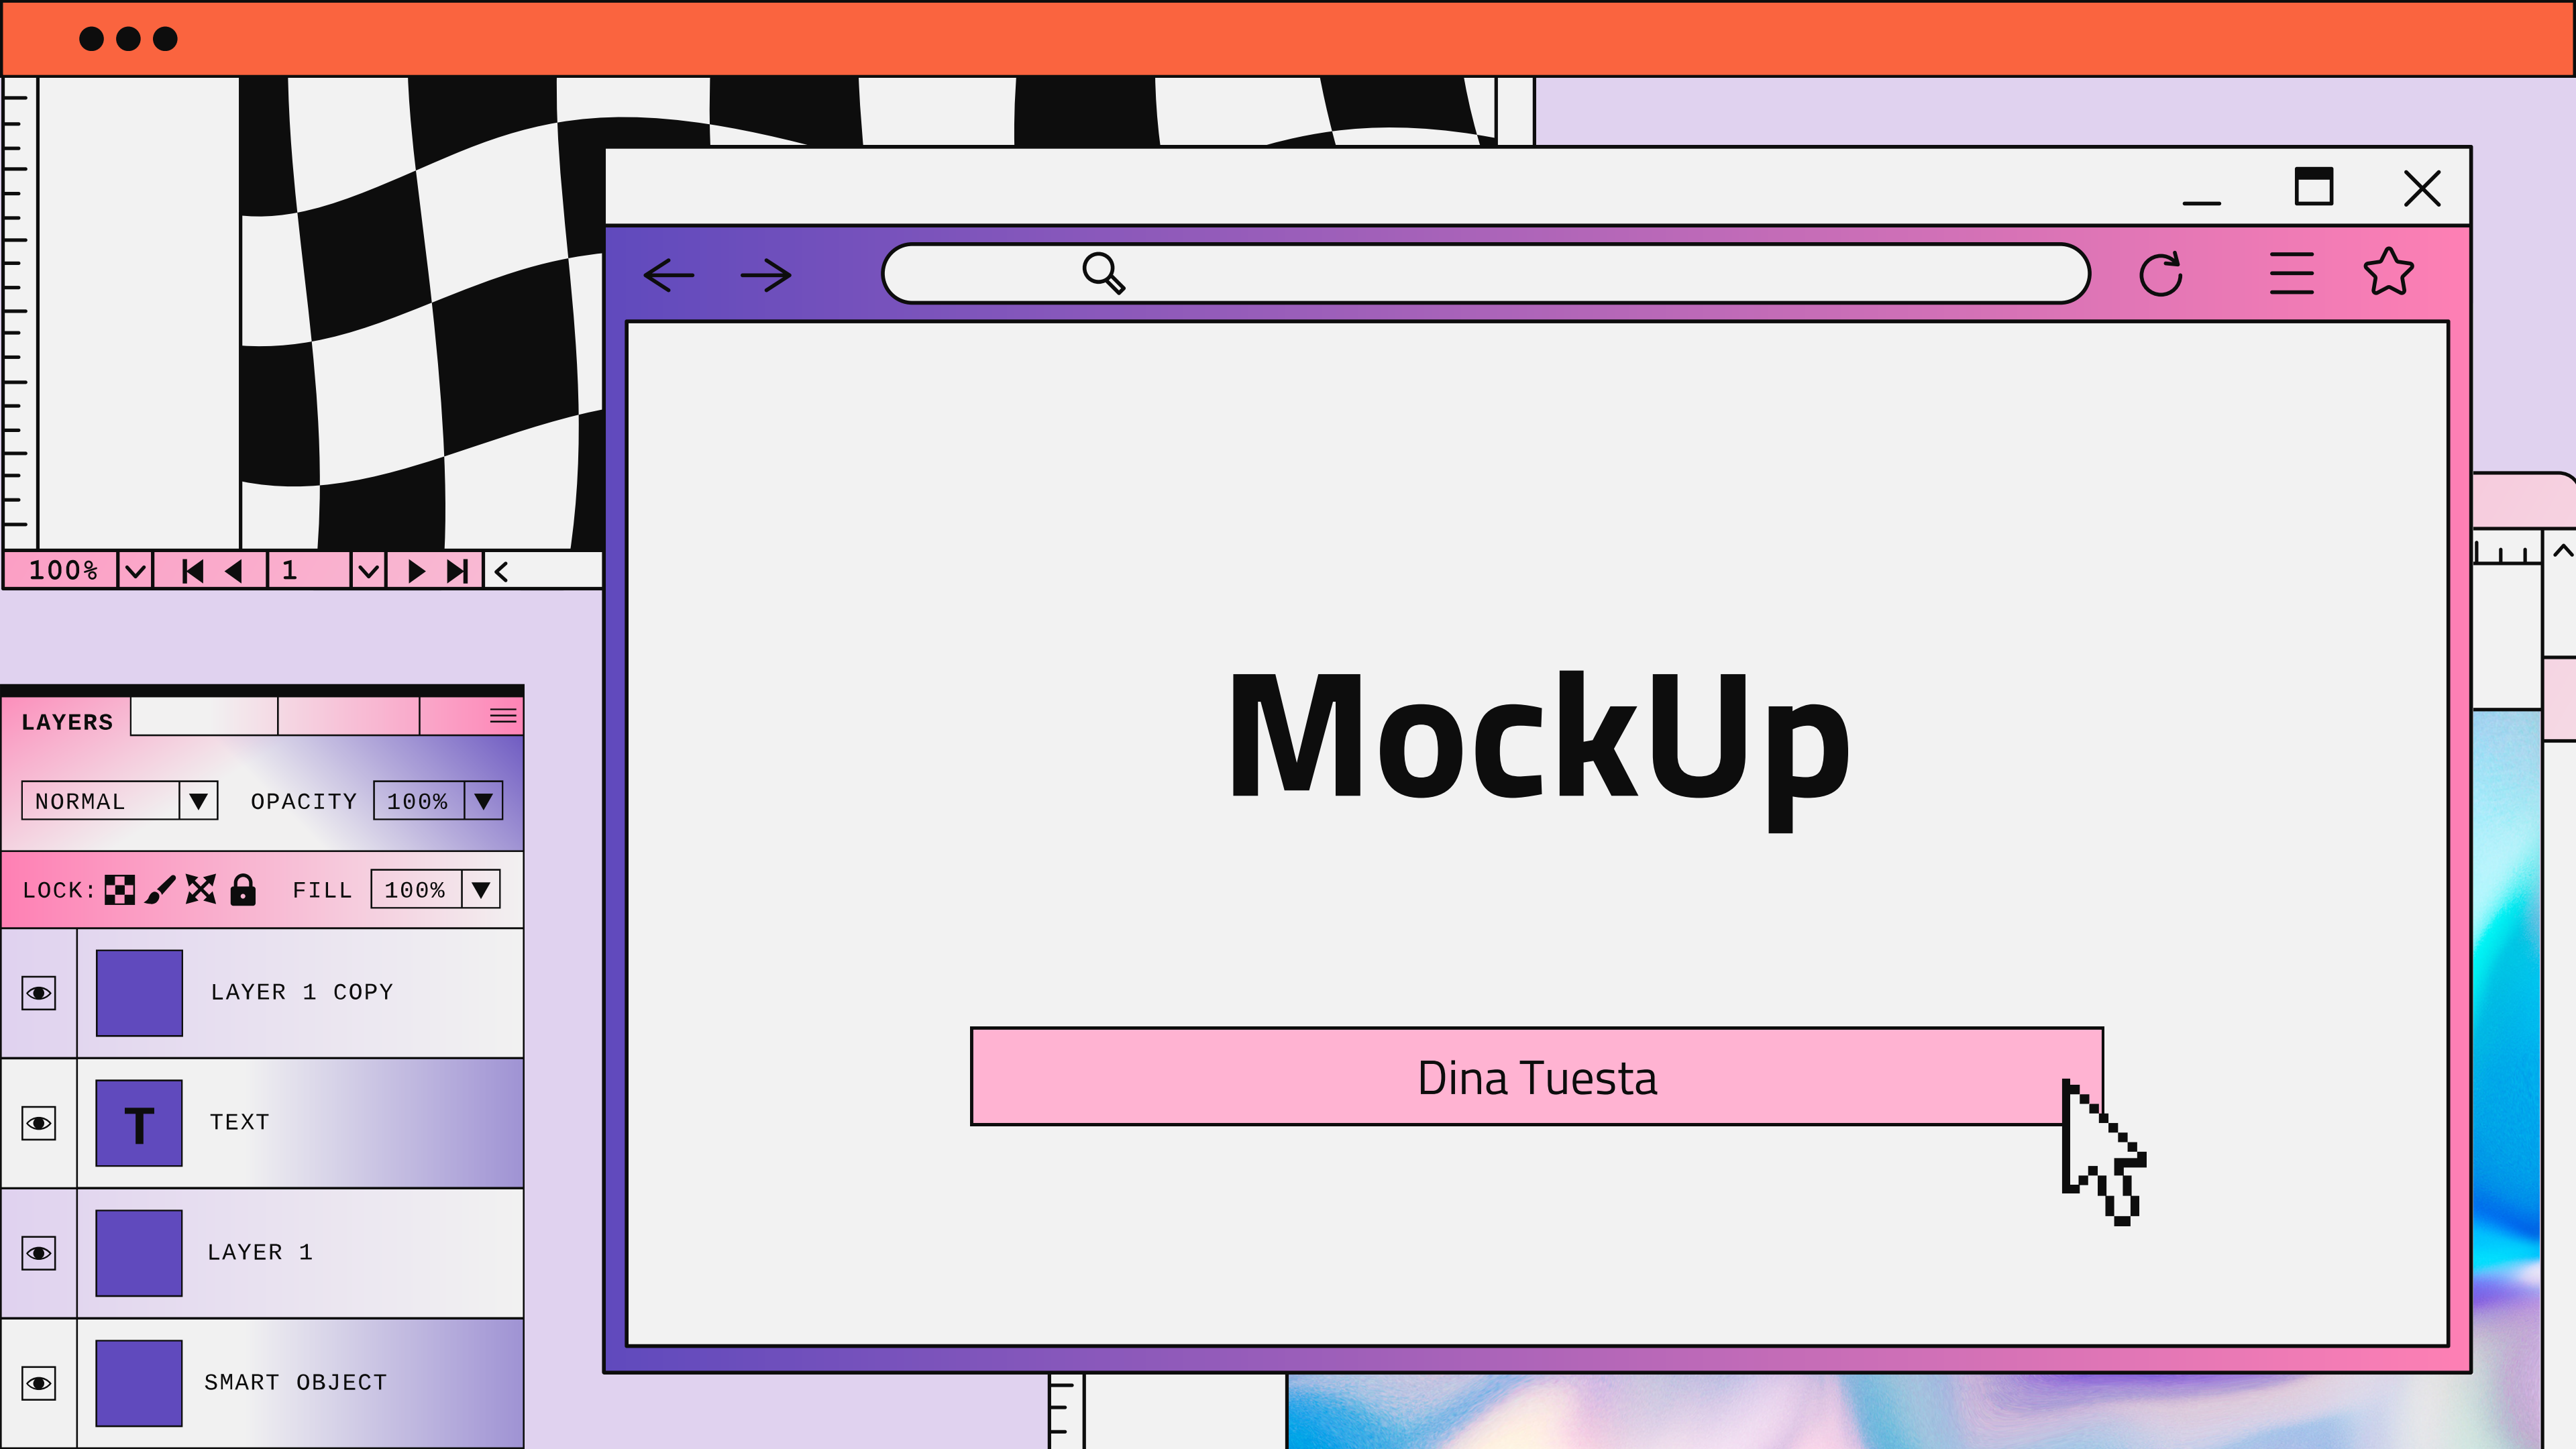 100% 1
LAYERS
NORMAL OPACITY 100%
LOCK: FILL 100%
LAYER 1 COPY
T TEXT
LAYER 1
SMART OBJECT
MockUp
Dina Tuesta